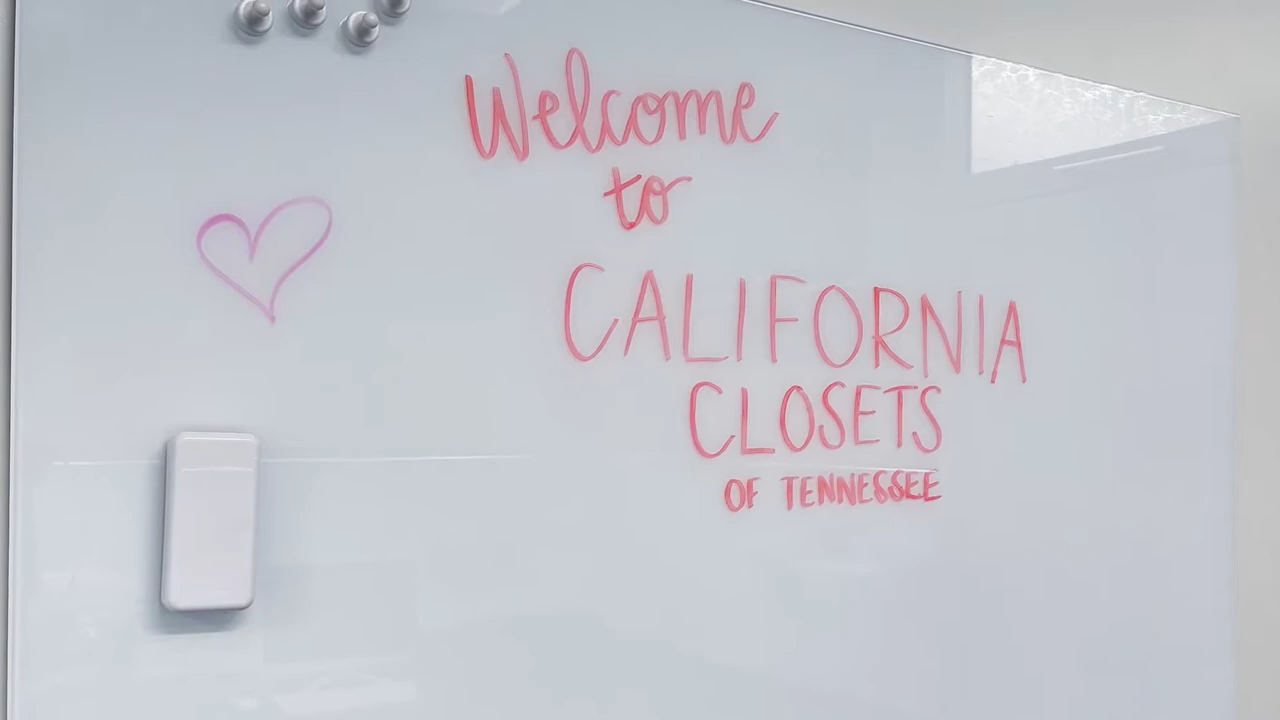 Welcome
to
CALIFORNIA
CLOSETS
OF TENNESSEE